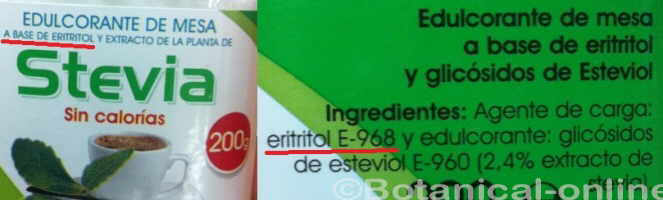 EDULCORANTE DE MESA
A BASE DE ERITRITOL Y EXTRACTO DE LA PLANTA DE
Stevia
Sin calorías
200g
Edulcorante de mesa
a base de eritritol
y glicósidos de Esteviol
Ingredientes: Agente de carga:
eritritol E-968 y edulcorante: glicósidos
de esteviol E-960 (2,4% extracto de
stevia).
©Botanical-online